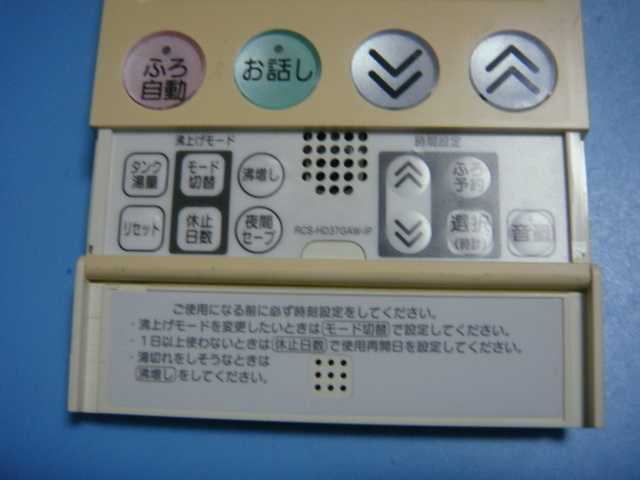 ふろ
自動
お話し
沸上げモード
時間設定
タンク
湯量
モード
切替
沸増し
ふろ
予約
リセット
休止
日数
夜間
セーブ
RCS-HD37GAW-IP
選択
(時計)
音量
ご使用になる前に必ず時刻設定をしてください。
・沸上げモードを変更したいときはモード切替で設定してください。
・1日以上使わないときは休止日数で使用再開日を設定してください。
・湯切れをしそうなときは
沸増しをしてください。